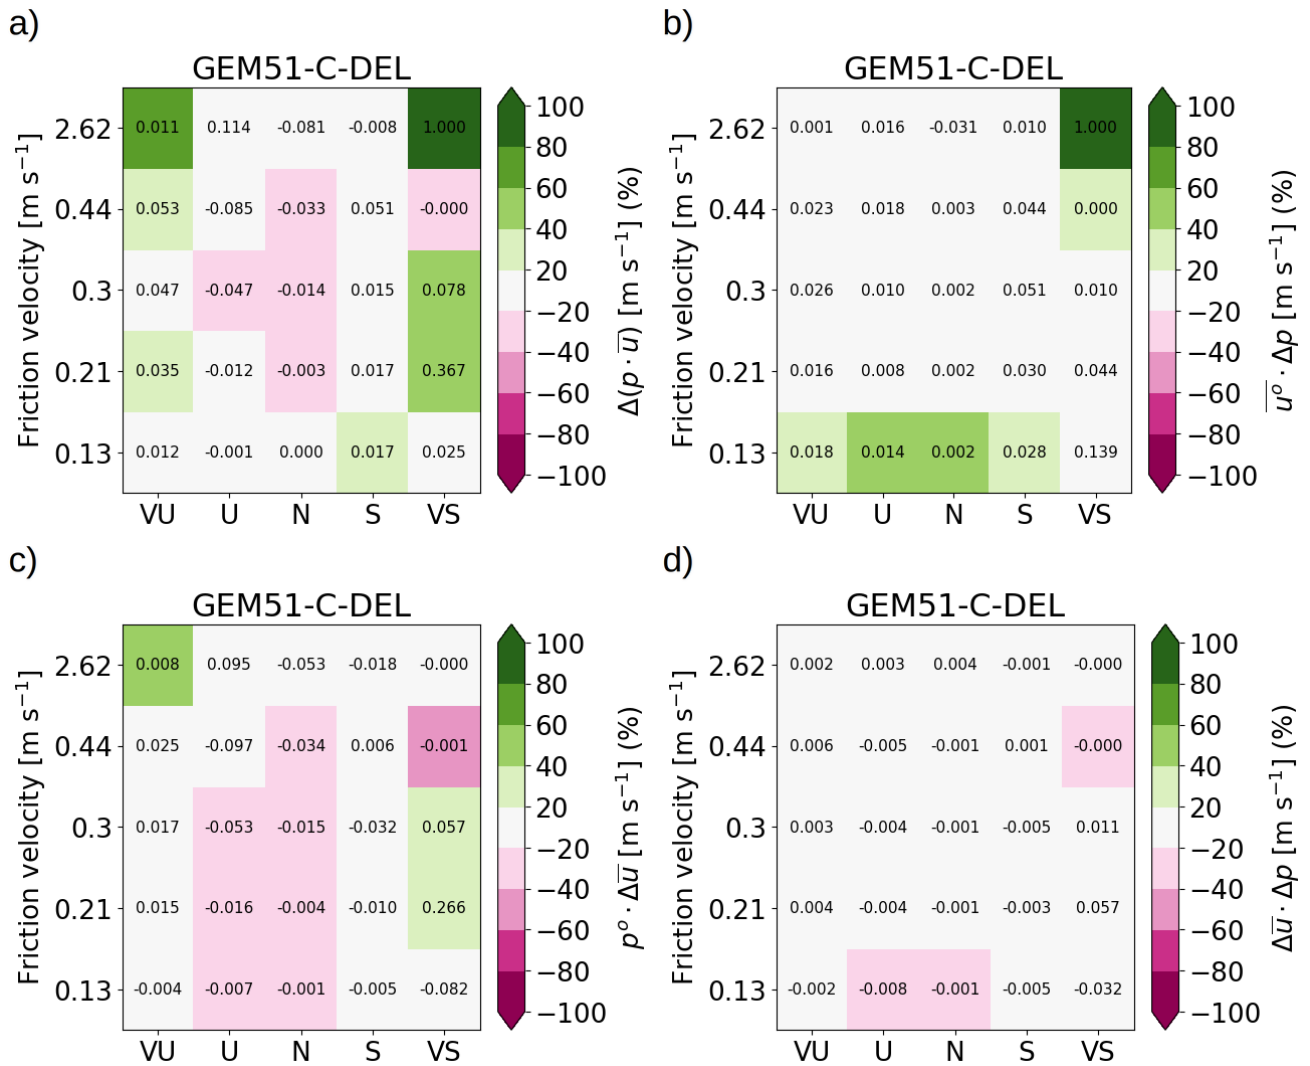 a)
GEM51-C-DEL
Friction velocity [m s⁻¹]
2.62 0.011 0.114 -0.081 -0.008 1.000
0.44 0.053 -0.085 -0.033 0.051 -0.000
0.3 0.047 -0.047 -0.014 0.015 0.078
0.21 0.035 -0.012 -0.003 0.017 0.367
0.13 0.012 -0.001 0.000 0.017 0.025
VU U N S VS
100
80
60
40
20
−20
−40
−60
−80
−100
Δ(p · u̅) [m s⁻¹] (%)
b)
GEM51-C-DEL
Friction velocity [m s⁻¹]
2.62 0.001 0.016 -0.031 0.010 1.000
0.44 0.023 0.018 0.003 0.044 0.000
0.3 0.026 0.010 0.002 0.051 0.010
0.21 0.016 0.008 0.002 0.030 0.044
0.13 0.018 0.014 0.002 0.028 0.139
VU U N S VS
100
80
60
40
20
−20
−40
−60
−80
−100
u̅ᵒ · Δp [m s⁻¹] (%)
c)
GEM51-C-DEL
Friction velocity [m s⁻¹]
2.62 0.008 0.095 -0.053 -0.018 -0.000
0.44 0.025 -0.097 -0.034 0.006 -0.001
0.3 0.017 -0.053 -0.015 -0.032 0.057
0.21 0.015 -0.016 -0.004 -0.010 0.266
0.13 -0.004 -0.007 -0.001 -0.005 -0.082
VU U N S VS
100
80
60
40
20
−20
−40
−60
−80
−100
pᵒ · Δu̅ [m s⁻¹] (%)
d)
GEM51-C-DEL
Friction velocity [m s⁻¹]
2.62 0.002 0.003 0.004 -0.001 -0.000
0.44 0.006 -0.005 -0.001 0.001 -0.000
0.3 0.003 -0.004 -0.001 -0.005 0.011
0.21 0.004 -0.004 -0.001 -0.003 0.057
0.13 -0.002 -0.008 -0.001 -0.005 -0.032
VU U N S VS
100
80
60
40
20
−20
−40
−60
−80
−100
Δu̅ · Δp [m s⁻¹] (%)